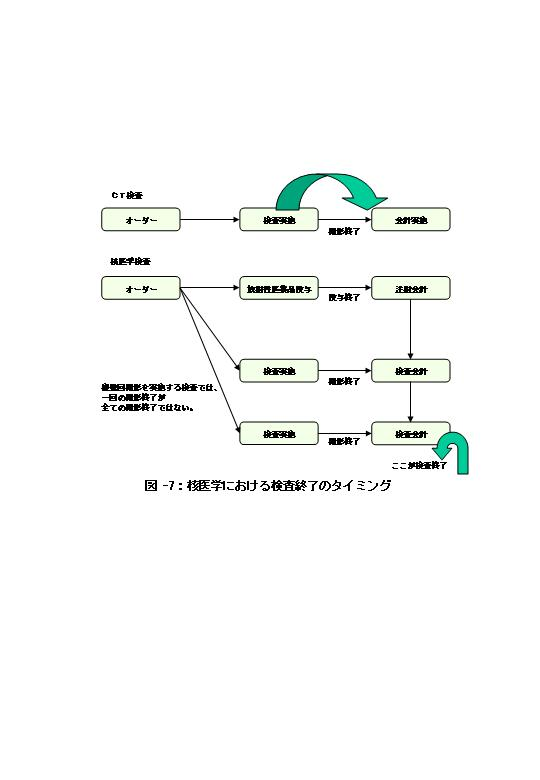 CT検査
オーダー
検査実施
撮影終了
会計実施
核医学検査
オーダー
放射性医薬品投与
投与終了
注射会計
検査実施
撮影終了
検査会計
複数回撮影を実施する検査では、
一回の撮影終了が
全ての撮影終了ではない。
検査実施
撮影終了
検査会計
ここが検査終了
図 -7：核医学における検査終了のタイミング